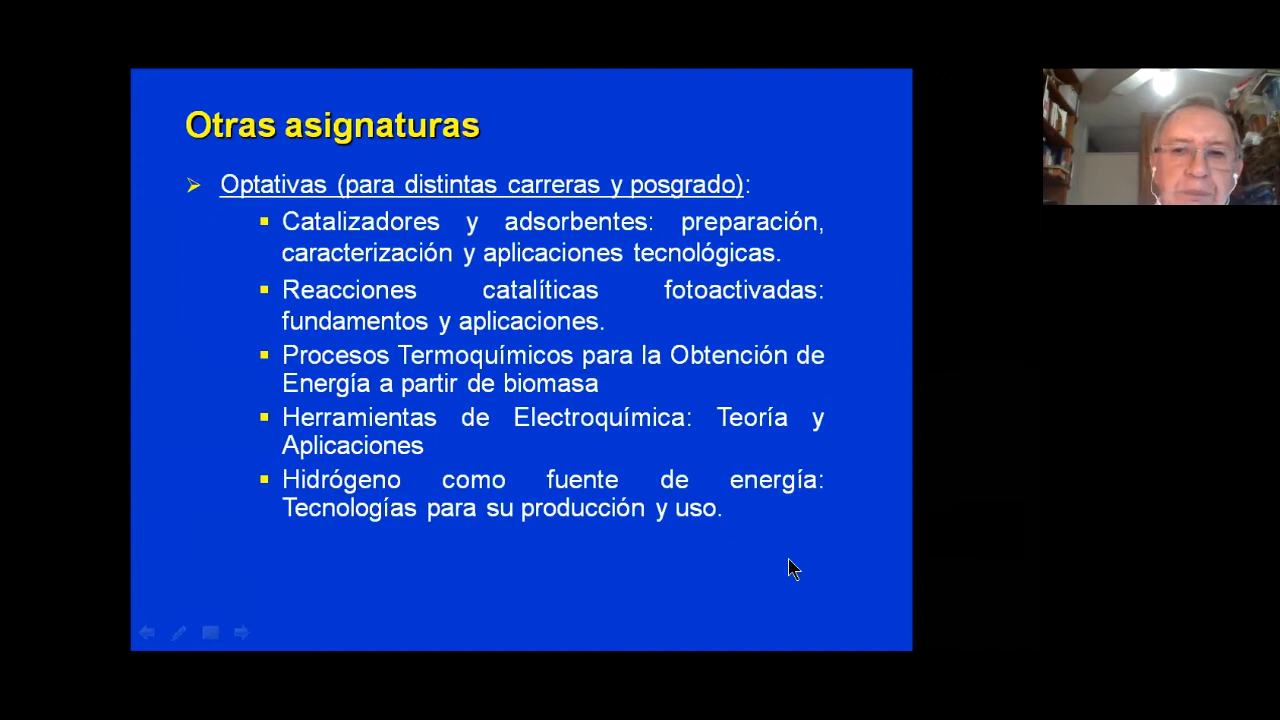 Otras asignaturas
Optativas (para distintas carreras y posgrado):
Catalizadores y adsorbentes: preparación,
caracterización y aplicaciones tecnológicas.
Reacciones catalíticas fotoactivadas:
fundamentos y aplicaciones.
Procesos Termoquímicos para la Obtención de
Energía a partir de biomasa
Herramientas de Electroquímica: Teoría y
Aplicaciones
Hidrógeno como fuente de energía:
Tecnologías para su producción y uso.